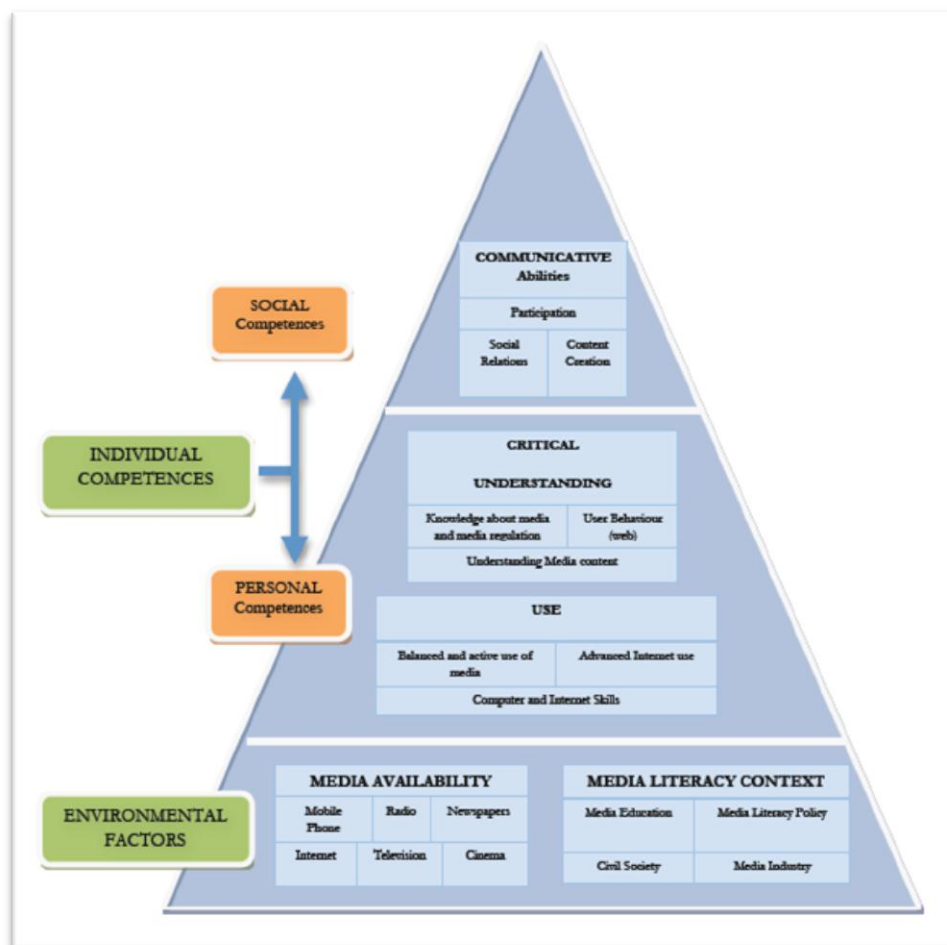 COMMUNICATIVE
Abilities
Participation
Social
Relations
Content
Creation
SOCIAL
Competences
INDIVIDUAL
COMPETENCES
PERSONAL
Competences
CRITICAL
UNDERSTANDING
Knowledge about media
and media regulation
User Behaviour
(web)
Understanding Media content
USE
Balanced and active use of
media
Advanced Internet use
Computer and Internet Skills
ENVIRONMENTAL
FACTORS
MEDIA AVAILABILITY
Mobile
Phone
Radio
Newspapers
Internet
Television
Cinema
MEDIA LITERACY CONTEXT
Media Education
Media Literacy Policy
Civil Society
Media Industry